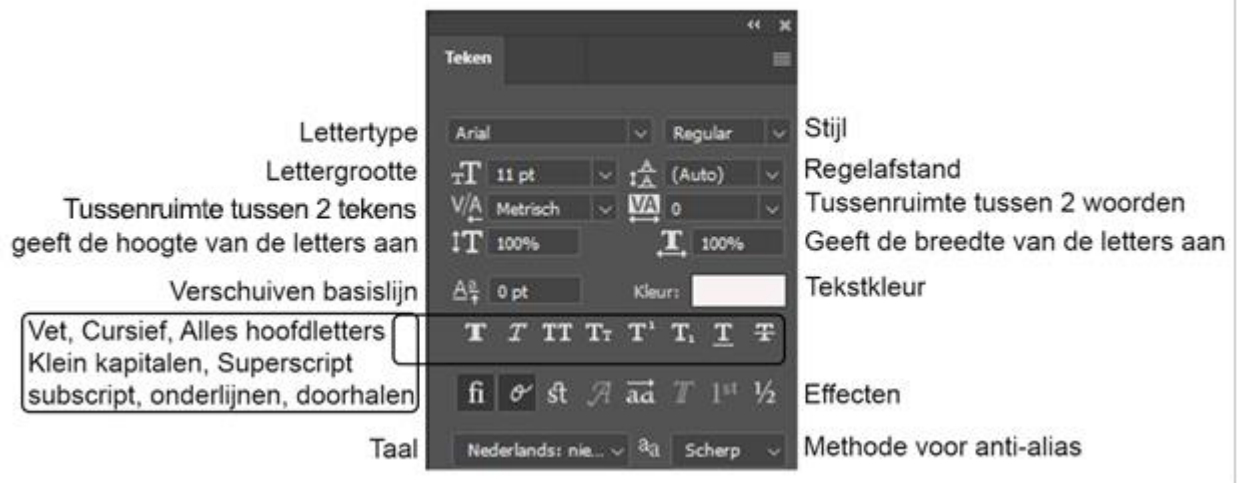 Teken
Lettertype Arial Regular Stijl
Lettergrootte 11 pt (Auto) Regelafstand
Tussenruimte tussen 2 tekens Metrisch 0 Tussenruimte tussen 2 woorden
geeft de hoogte van de letters aan 100% 100% Geeft de breedte van de letters aan
Verschuiven basislijn 0 pt Kleur: Tekstkleur
Vet, Cursief, Alles hoofdletters
Klein kapitalen, Superscript
subscript, onderlijnen, doorhalen
T T TT Tт T¹ T₁ T T
fi st A ad T 1st ½ Effecten
Taal Nederlands: nie... aa Scherp Methode voor anti-alias